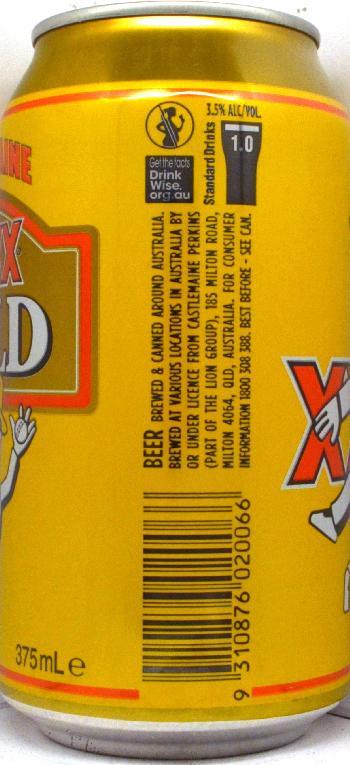 3.5% ALC/VOL.
Get the facts
Drink
Wise.
org.au
Standard Drinks
1.0
BEER BREWED & CANNED AROUND AUSTRALIA.
BREWED AT VARIOUS LOCATIONS IN AUSTRALIA BY
OR UNDER LICENCE FROM CASTLEMAINE PERKINS
(PART OF THE LION GROUP), 185 MILTON ROAD,
MILTON 4064, QLD, AUSTRALIA. FOR CONSUMER
INFORMATION 1800 308 388. BEST BEFORE - SEE CAN.
9 310876 020066
375mL e